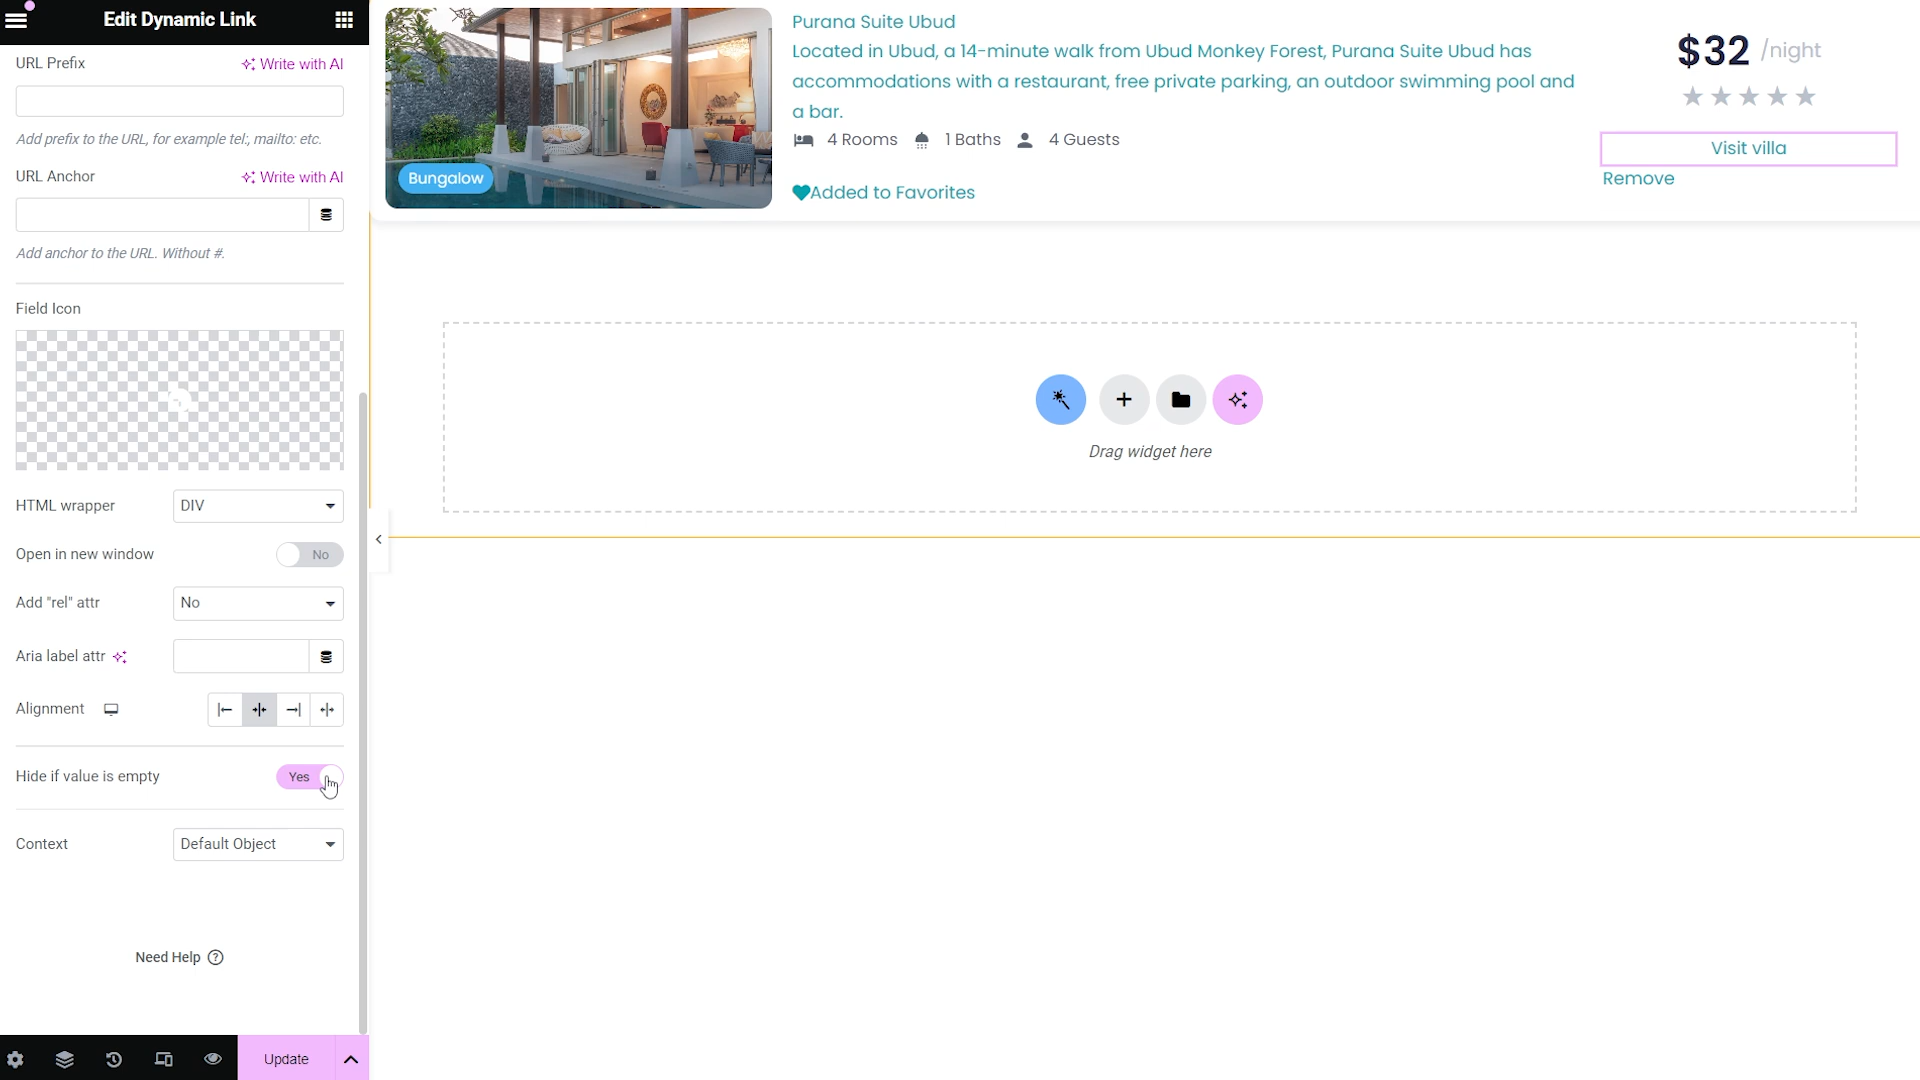 Edit Dynamic Link
URL Prefix
Write with AI
Add prefix to the URL, for example tel:, mailto: etc.
URL Anchor
Write with AI
Add anchor to the URL. Without #.
Field Icon
HTML wrapper
DIV
Open in new window
No
Add "rel" attr
No
Aria label attr
Alignment
Hide if value is empty
Yes
Context
Default Object
Need Help
Update
Bungalow
Purana Suite Ubud
Located in Ubud, a 14-minute walk from Ubud Monkey Forest, Purana Suite Ubud has
accommodations with a restaurant, free private parking, an outdoor swimming pool and
a bar.
4 Rooms 1 Baths 4 Guests
Added to Favorites
$32 /night
Visit villa
Remove
Drag widget here